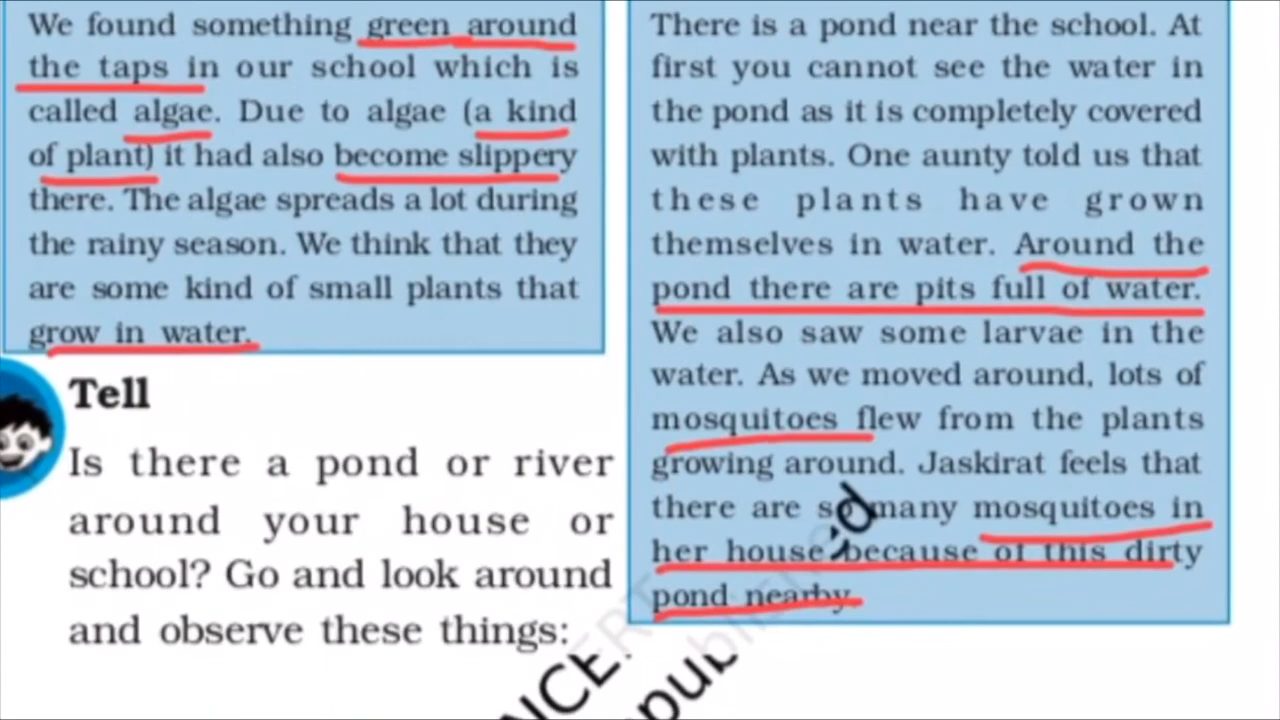 We found something green around
the taps in our school which is
called algae. Due to algae (a kind
of plant) it had also become slippery
there. The algae spreads a lot during
the rainy season. We think that they
are some kind of small plants that
grow in water.
Tell
Is there a pond or river
around your house or
school? Go and look around
and observe these things:
There is a pond near the school. At
first you cannot see the water in
the pond as it is completely covered
with plants. One aunty told us that
these plants have grown
themselves in water. Around the
pond there are pits full of water.
We also saw some larvae in the
water. As we moved around, lots of
mosquitoes flew from the plants
growing around. Jaskirat feels that
there are so many mosquitoes in
her house because of this dirty
pond nearby.